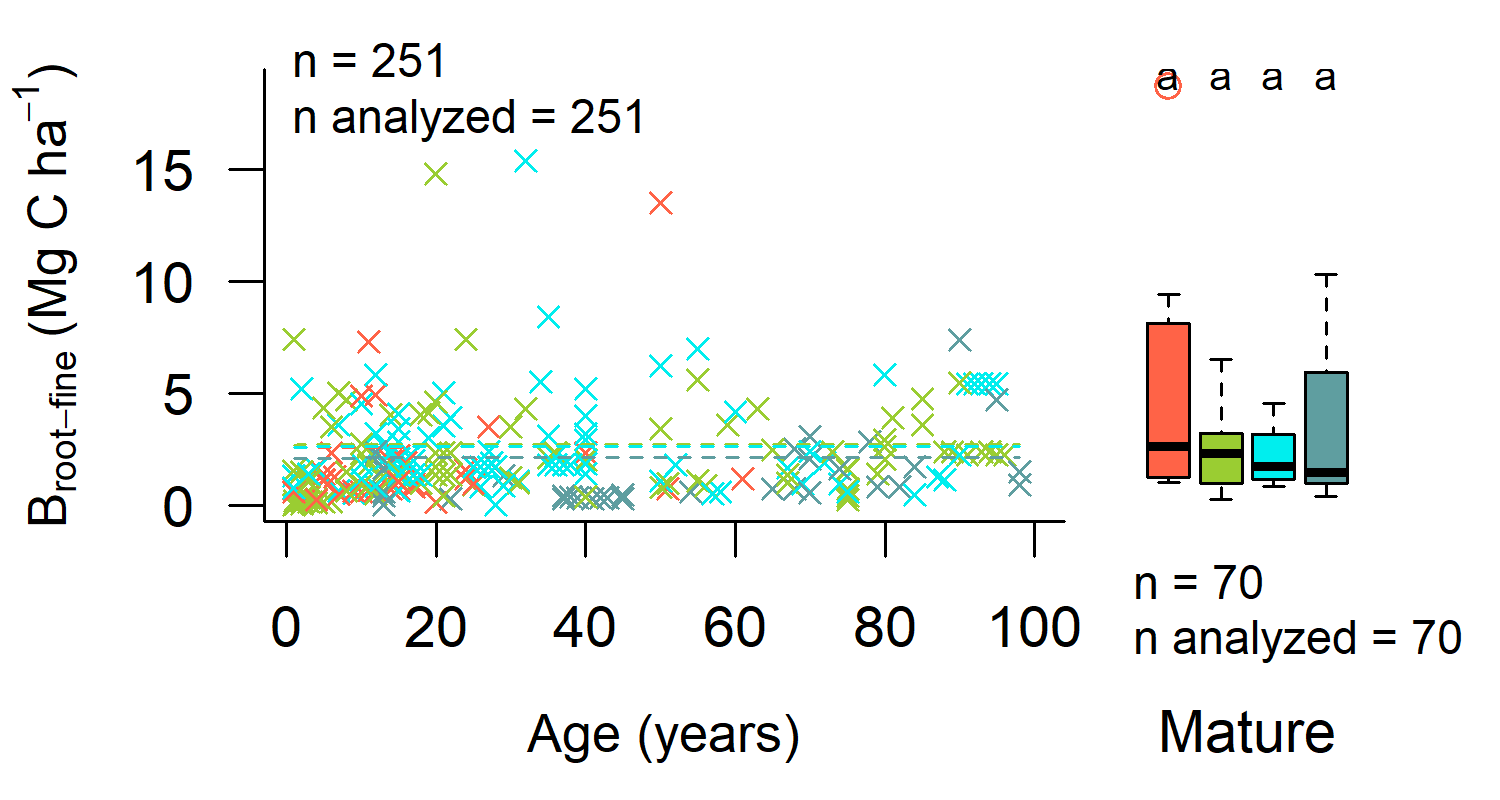 n = 251
n analyzed = 251
a a a a
B root−fine (Mg C ha −1)
15
10
5
0
0 20 40 60 80 100
Age (years)
n = 70
n analyzed = 70
Mature